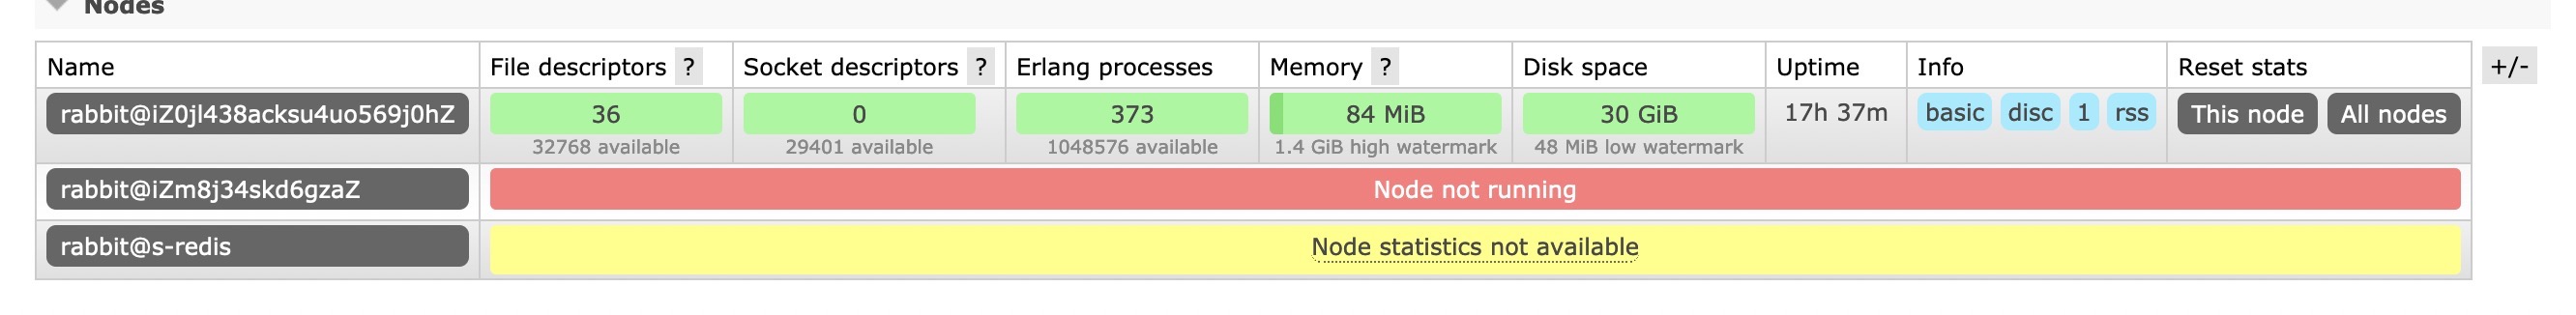 Nodes
Name File descriptors ? Socket descriptors ? Erlang processes Memory ? Disk space Uptime Info Reset stats +/-
rabbit@iZ0jl438acksu4uo569j0hZ 36 0 373 84 MiB 30 GiB 17h 37m basic disc 1 rss This node All nodes
32768 available 29401 available 1048576 available 1.4 GiB high watermark 48 MiB low watermark
rabbit@iZm8j34skd6gzaZ Node not running
rabbit@s-redis Node statistics not available